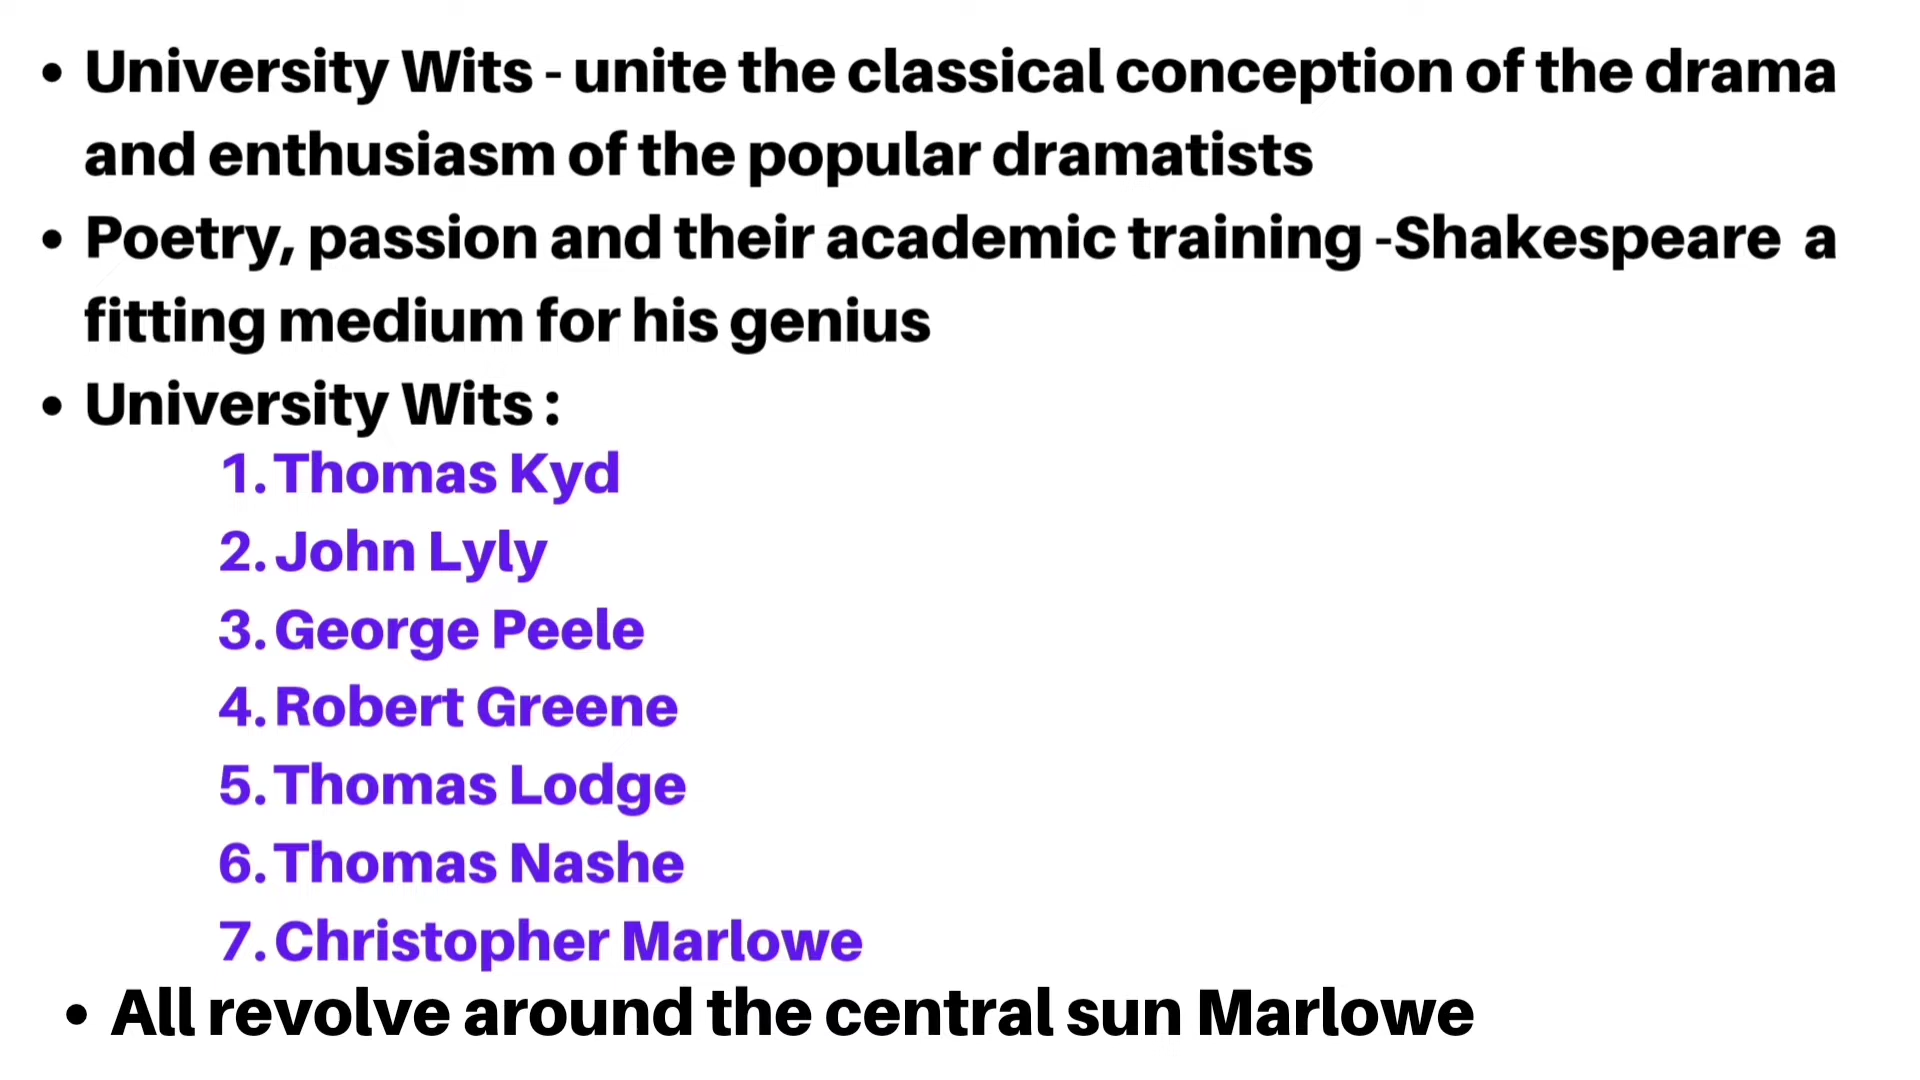 • University Wits - unite the classical conception of the drama
and enthusiasm of the popular dramatists
• Poetry, passion and their academic training -Shakespeare a
fitting medium for his genius
• University Wits :
1. Thomas Kyd
2. John Lyly
3. George Peele
4. Robert Greene
5. Thomas Lodge
6. Thomas Nashe
7. Christopher Marlowe
• All revolve around the central sun Marlowe